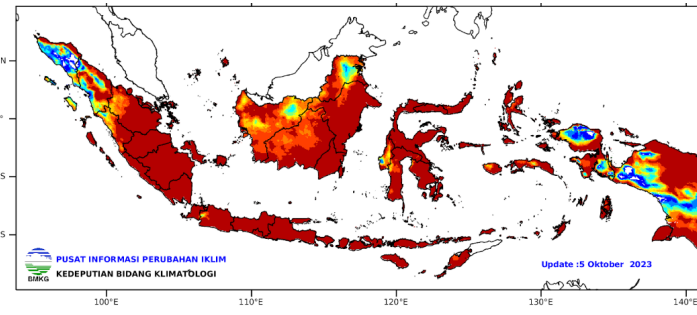 N
°
S
S
PUSAT INFORMASI PERUBAHAN IKLIM
KEDEPUTIAN BIDANG KLIMATOLOGI
BMKG
Update :5 Oktober 2023
100°E 110°E 120°E 130°E 140°E